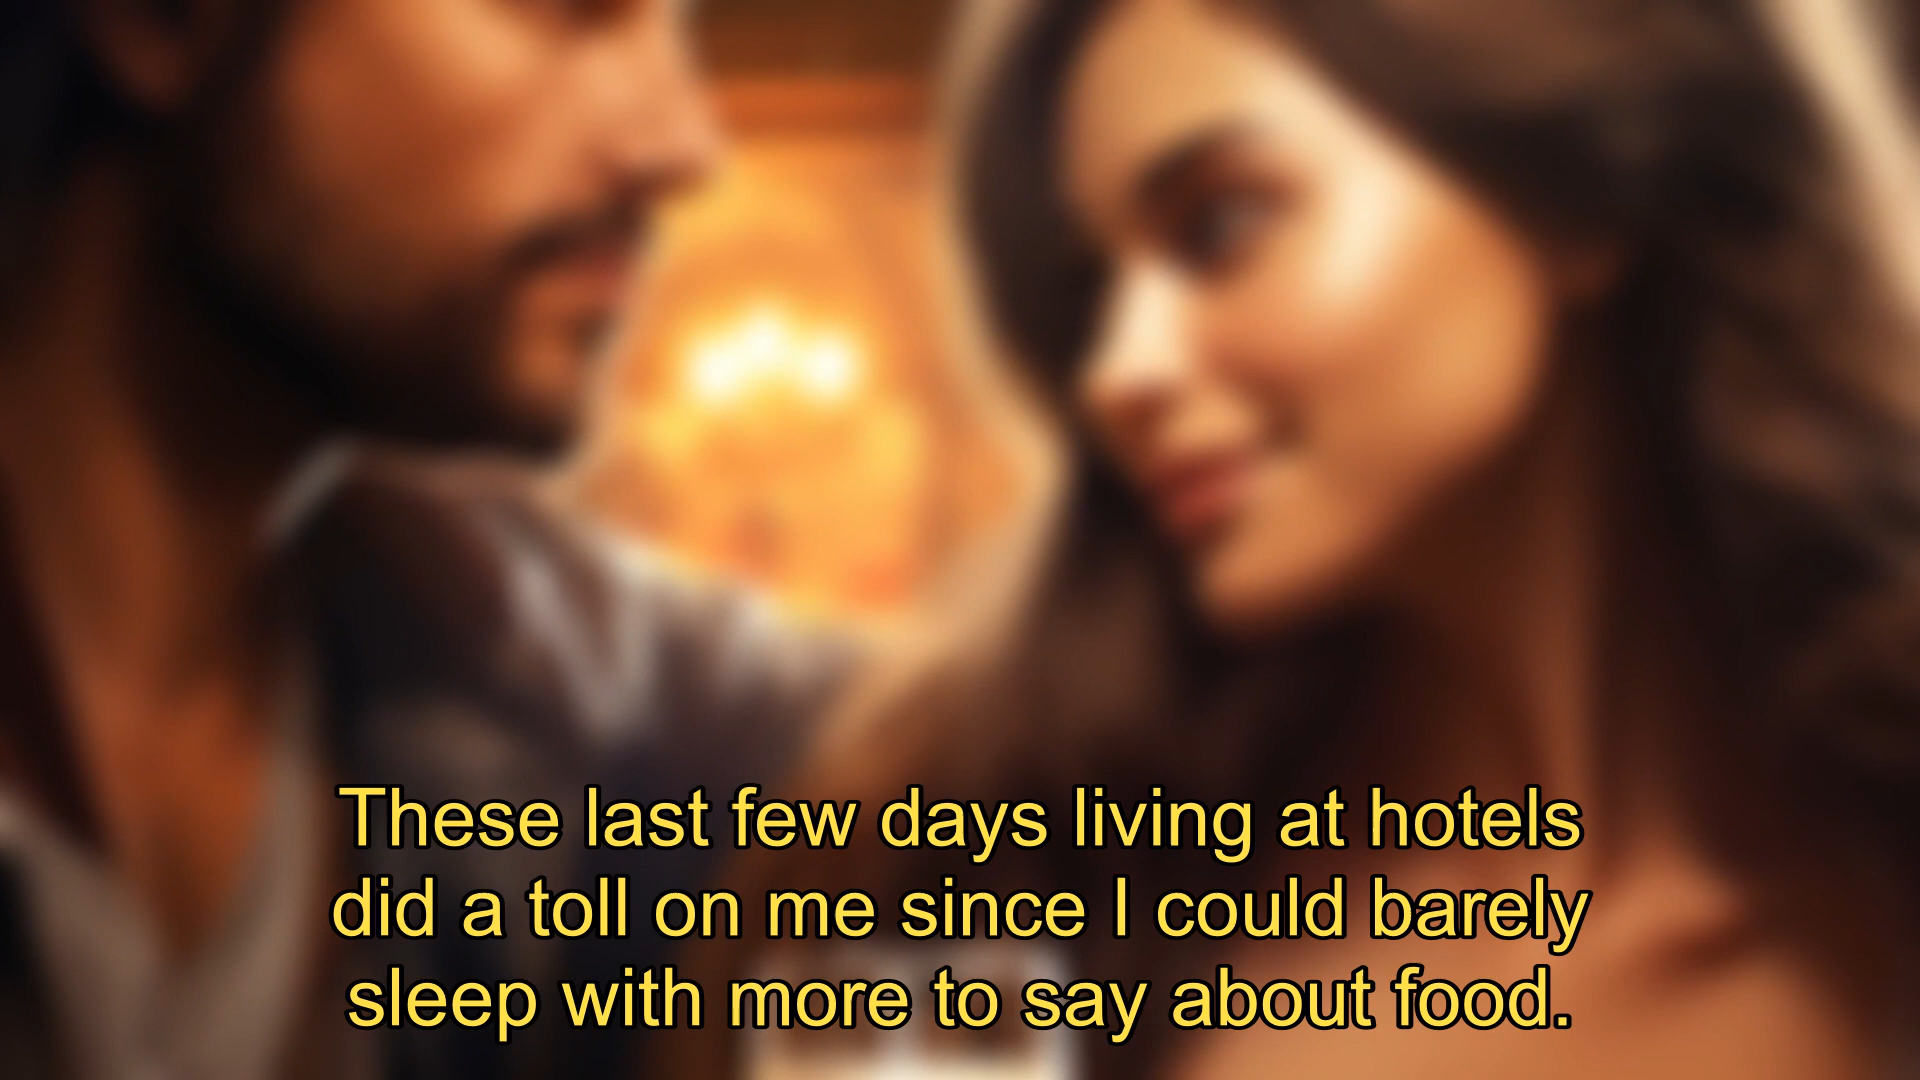 These last few days living at hotels
did a toll on me since I could barely
sleep with more to say about food.